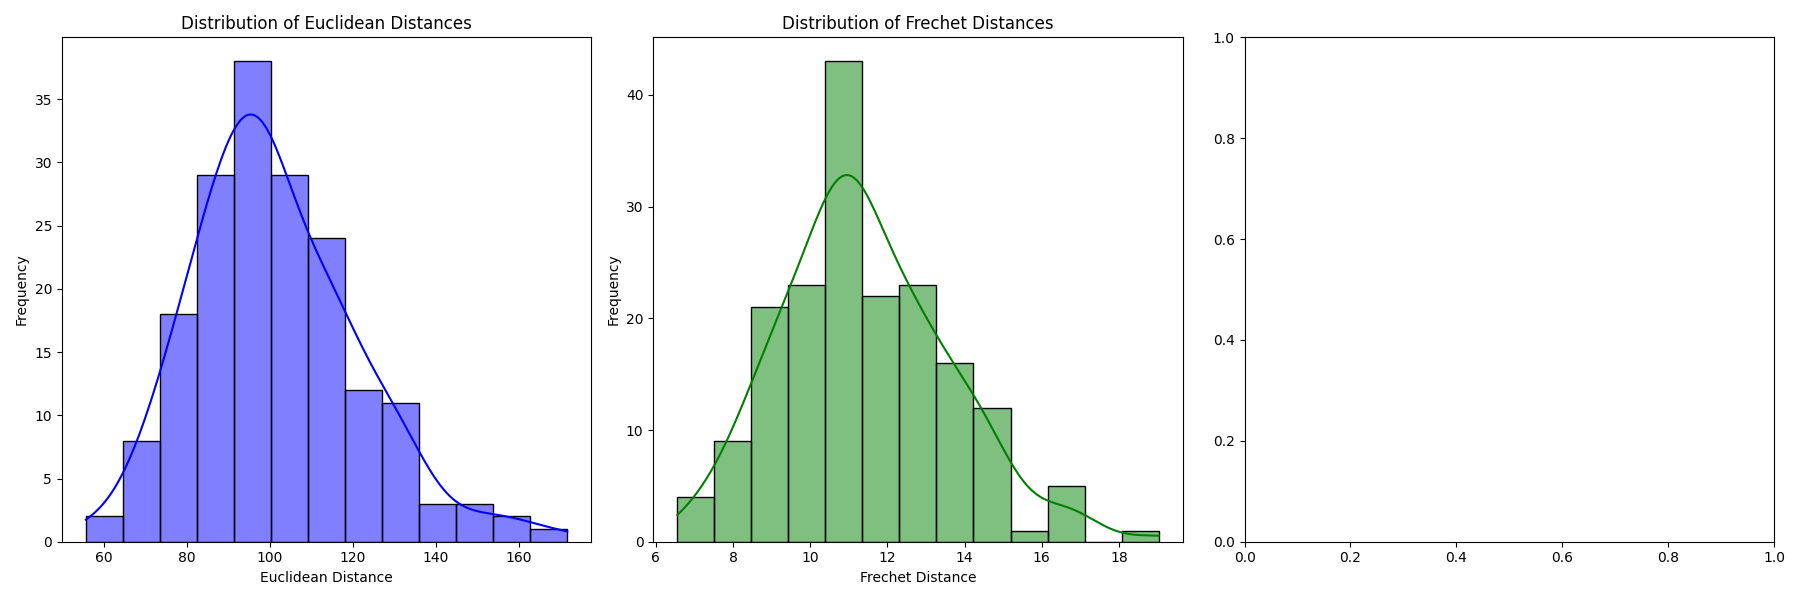 Distribution of Euclidean Distances
35
30
25
20
15
10
5
0
Frequency
60 80 100 120 140 160
Euclidean Distance
Distribution of Frechet Distances
40
30
20
10
0
Frequency
6 8 10 12 14 16 18
Frechet Distance
1.0
0.8
0.6
0.4
0.2
0.0
0.0 0.2 0.4 0.6 0.8 1.0